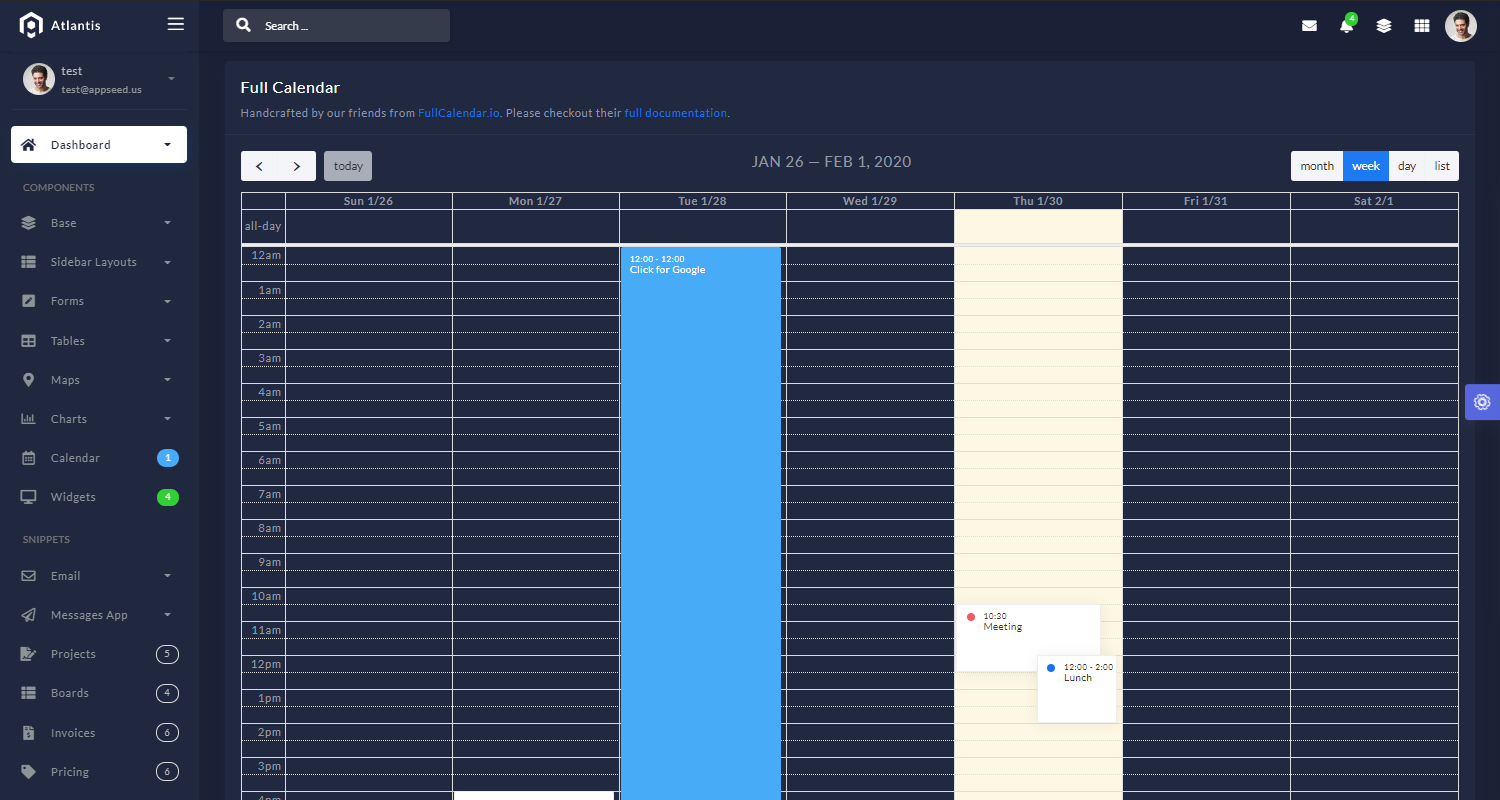 Atlantis
Search ...
4
test
test@appseed.us
Dashboard
COMPONENTS
Base
Sidebar Layouts
Forms
Tables
Maps
Charts
Calendar 1
Widgets 4
SNIPPETS
Email
Messages App
Projects 5
Boards 4
Invoices 6
Pricing 6
Full Calendar
Handcrafted by our friends from FullCalendar.io. Please checkout their full documentation.
today
JAN 26 — FEB 1, 2020
month week day list
Sun 1/26 Mon 1/27 Tue 1/28 Wed 1/29 Thu 1/30 Fri 1/31 Sat 2/1
all-day
12am
12:00 - 12:00
Click for Google
1am
2am
3am
4am
5am
6am
7am
8am
9am
10am
10:30
Meeting
11am
12pm
12:00 - 2:00
Lunch
1pm
2pm
3pm
4pm